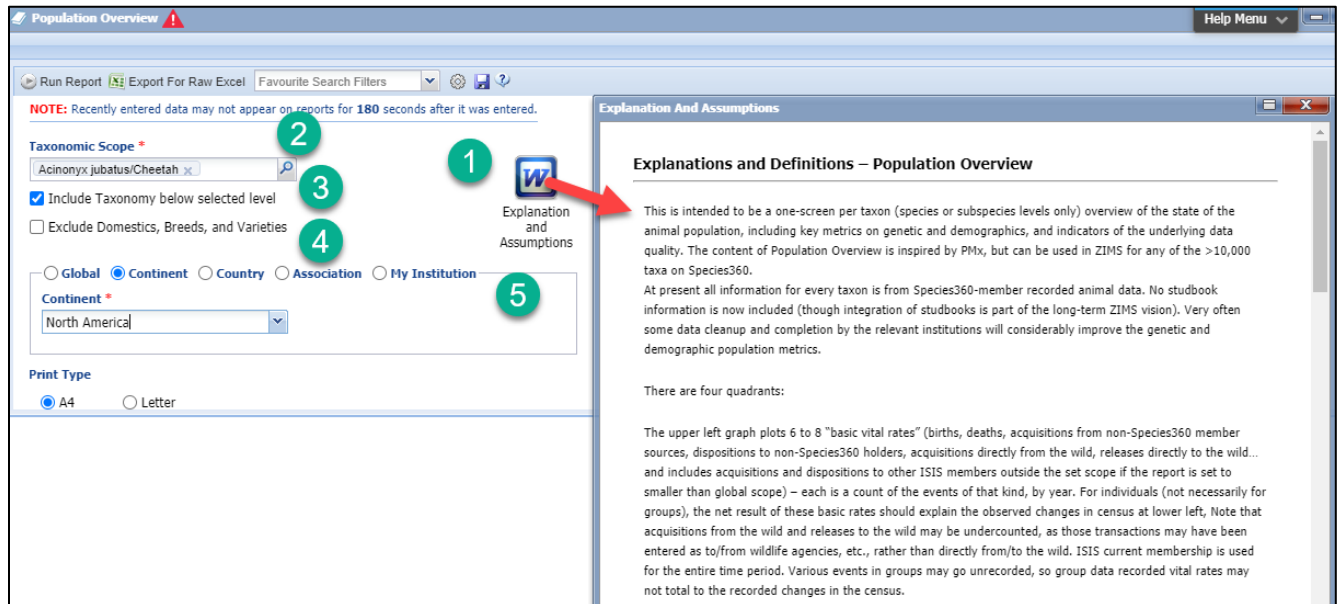 Population Overview
Help Menu
Run Report Export For Raw Excel Favourite Search Filters
NOTE: Recently entered data may not appear on reports for 180 seconds after it was entered.
2
Taxonomic Scope *
Acinonyx jubatus/Cheetah x
3
Include Taxonomy below selected level
Exclude Domestics, Breeds, and Varieties
4
1
W
Explanation
and
Assumptions
Global Continent Country Association My Institution
5
Continent *
North America
Print Type
A4 Letter
Explanation And Assumptions
X
Explanations and Definitions – Population Overview
This is intended to be a one-screen per taxon (species or subspecies levels only) overview of the state of the
animal population, including key metrics on genetic and demographics, and indicators of the underlying data
quality. The content of Population Overview is inspired by PMx, but can be used in ZIMS for any of the >10,000
taxa on Species360.
At present all information for every taxon is from Species360-member recorded animal data. No studbook
information is now included (though integration of studbooks is part of the long-term ZIMS vision). Very often
some data cleanup and completion by the relevant institutions will considerably improve the genetic and
demographic population metrics.
There are four quadrants:
The upper left graph plots 6 to 8 “basic vital rates” (births, deaths, acquisitions from non-Species360 member
sources, dispositions to non-Species360 holders, acquisitions directly from the wild, releases directly to the wild…
and includes acquisitions and dispositions to other ISIS members outside the set scope if the report is set to
smaller than global scope) – each is a count of the events of that kind, by year. For individuals (not necessarily for
groups), the net result of these basic rates should explain the observed changes in census at lower left, Note that
acquisitions from the wild and releases to the wild may be undercounted, as those transactions may have been
entered as to/from wildlife agencies, etc., rather than directly from/to the wild. ISIS current membership is used
for the entire time period. Various events in groups may go unrecorded, so group data recorded vital rates may
not total to the recorded changes in the census.